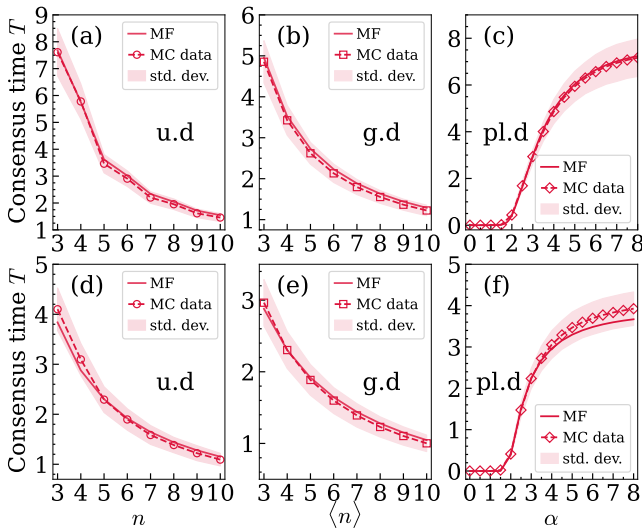 Consensus time T
9
8
7
6
5
4
3
2
1
(a)
MF
MC data
std. dev.
u.d
3 4 5 6 7 8 9 10
6
5
4
3
2
1
(b)
MF
MC data
std. dev.
g.d
3 4 5 6 7 8 9 10
8
6
4
2
0
(c)
pl.d
MF
MC data
std. dev.
0 1 2 3 4 5 6 7 8
Consensus time T
5
4
3
2
1
(d)
MF
MC data
std. dev.
u.d
3 4 5 6 7 8 9 10
n
3
2
1
(e)
MF
MC data
std. dev.
g.d
3 4 5 6 7 8 9 10
⟨n⟩
5
4
3
2
1
0
(f)
pl.d
MF
MC data
std. dev.
0 1 2 3 4 5 6 7 8
α